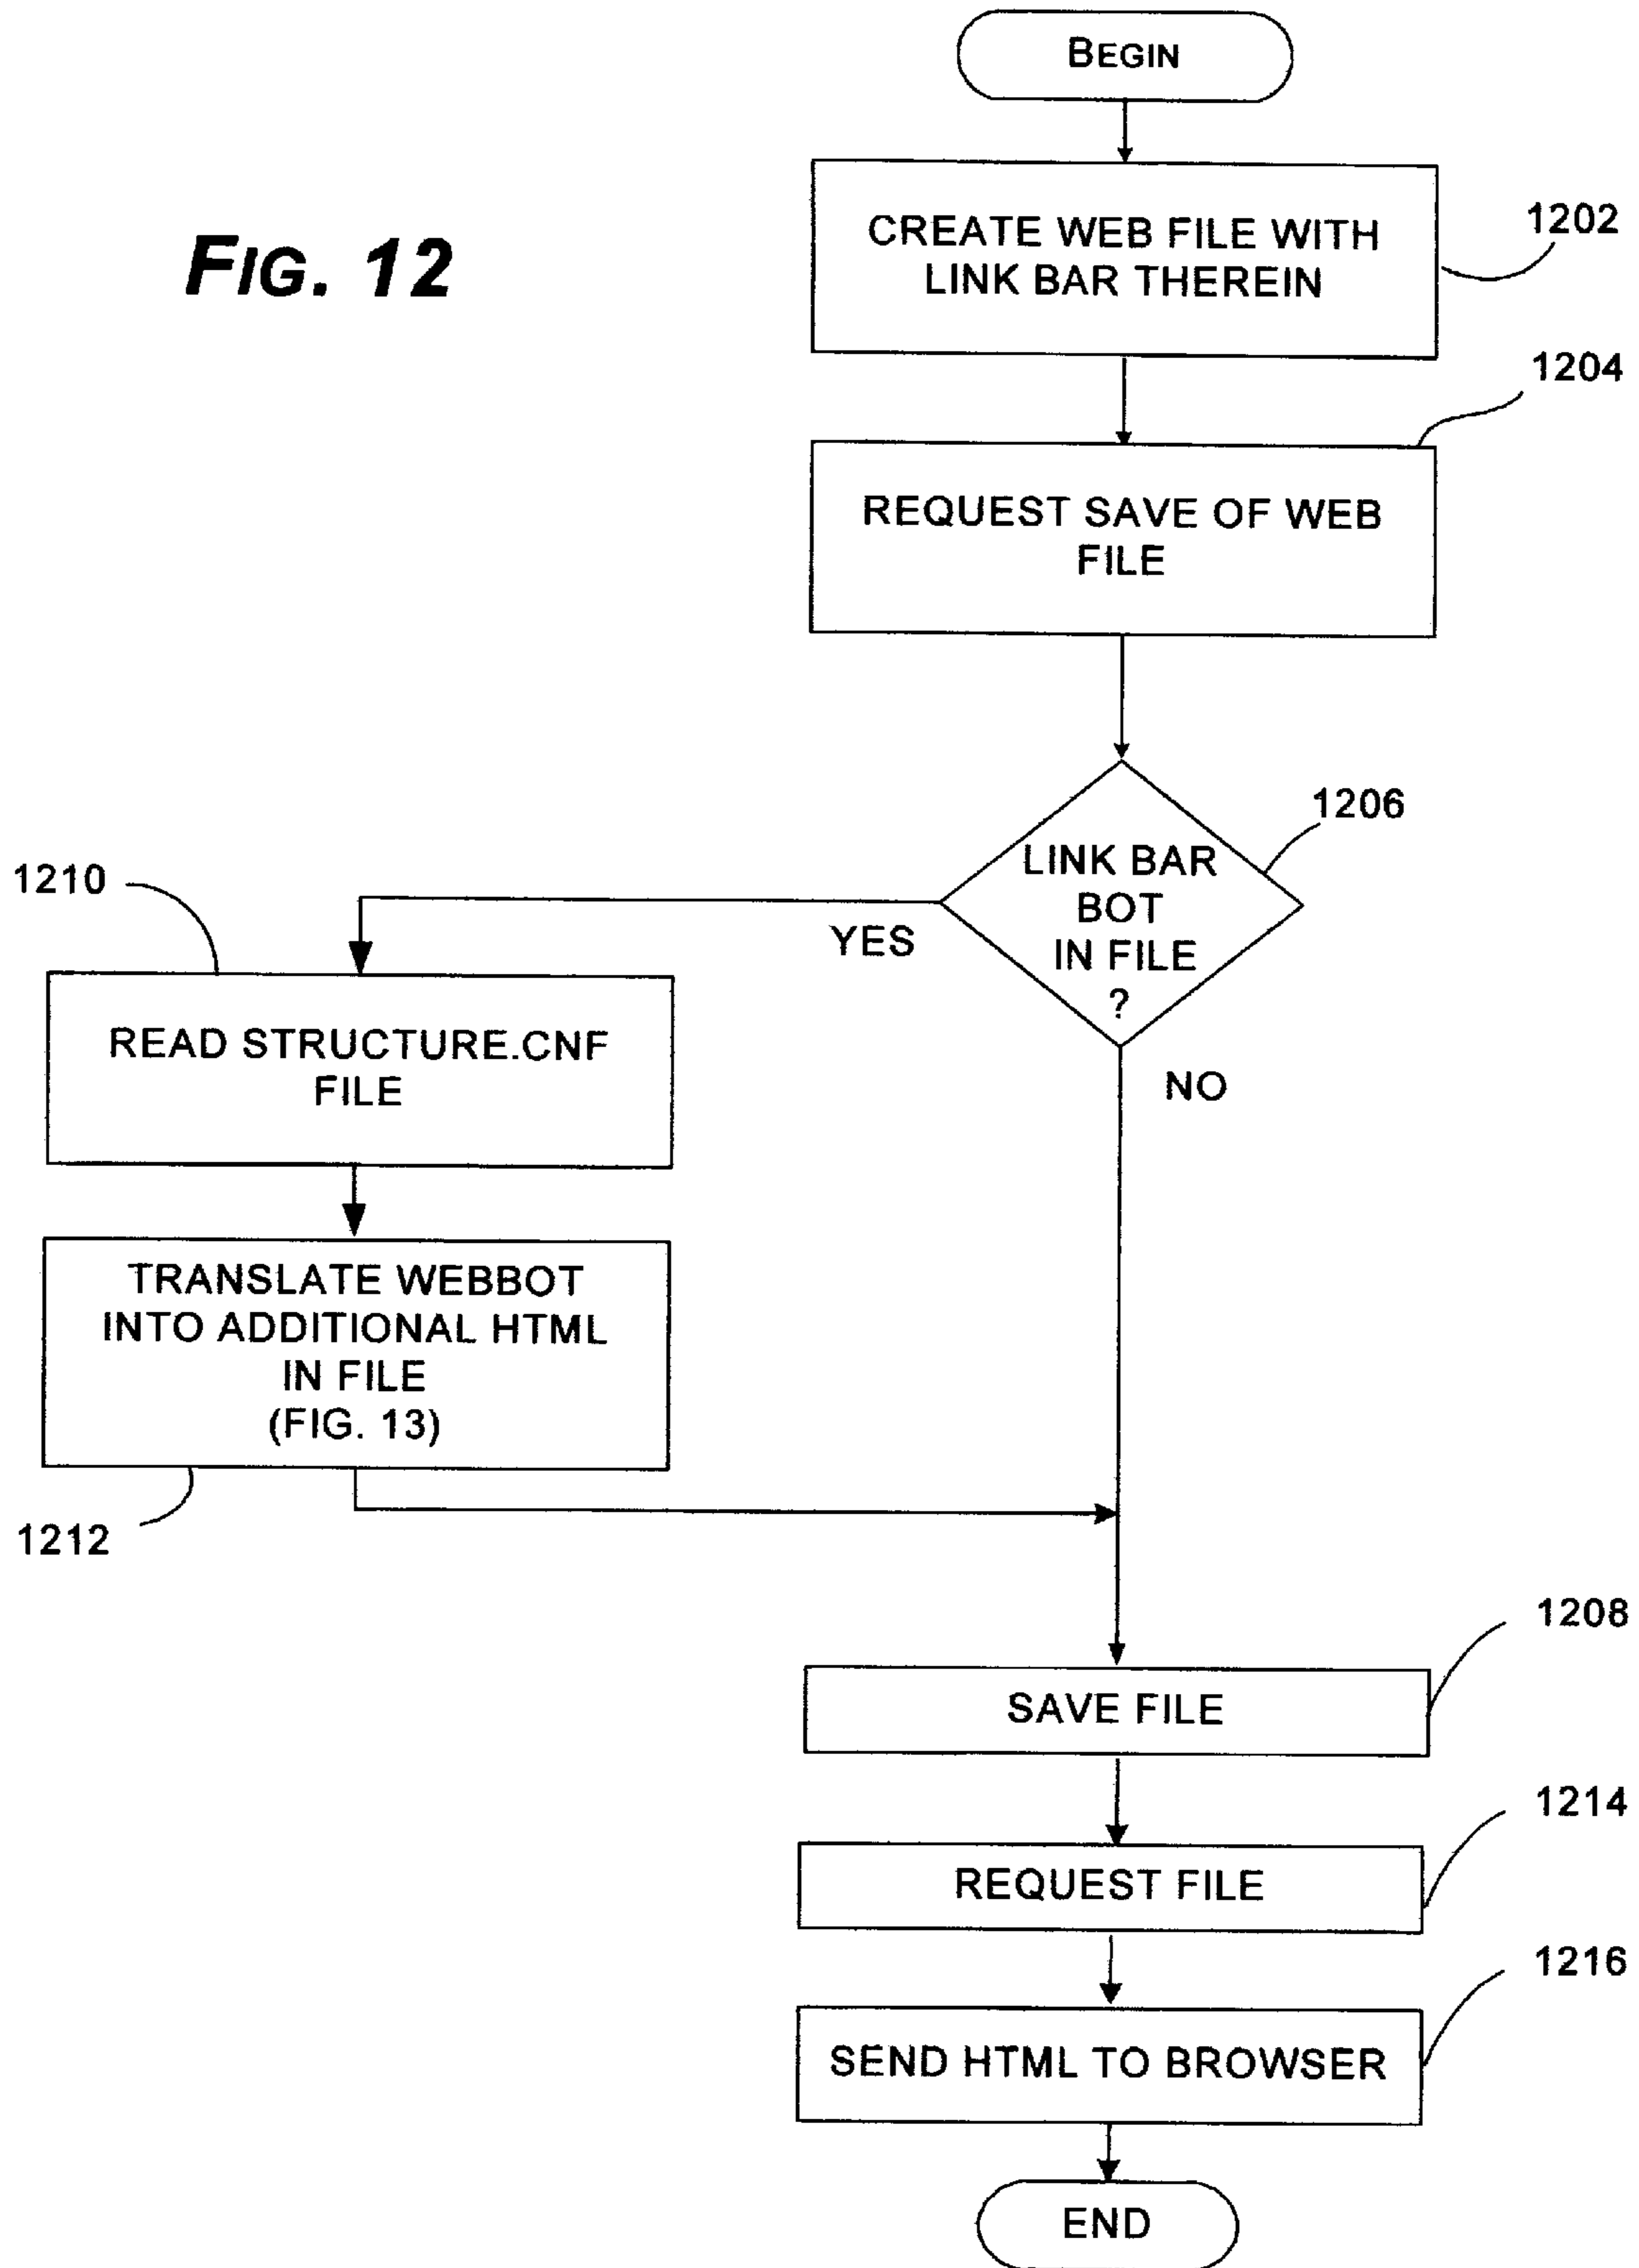 BEGIN
FIG. 12
CREATE WEB FILE WITH
LINK BAR THEREIN
1202
1204
REQUEST SAVE OF WEB
FILE
1206
LINK BAR
BOT
IN FILE
?
YES
NO
1210
READ STRUCTURE.CNF
FILE
TRANSLATE WEBBOT
INTO ADDITIONAL HTML
IN FILE
(FIG. 13)
1212
1208
SAVE FILE
1214
REQUEST FILE
1216
SEND HTML TO BROWSER
END